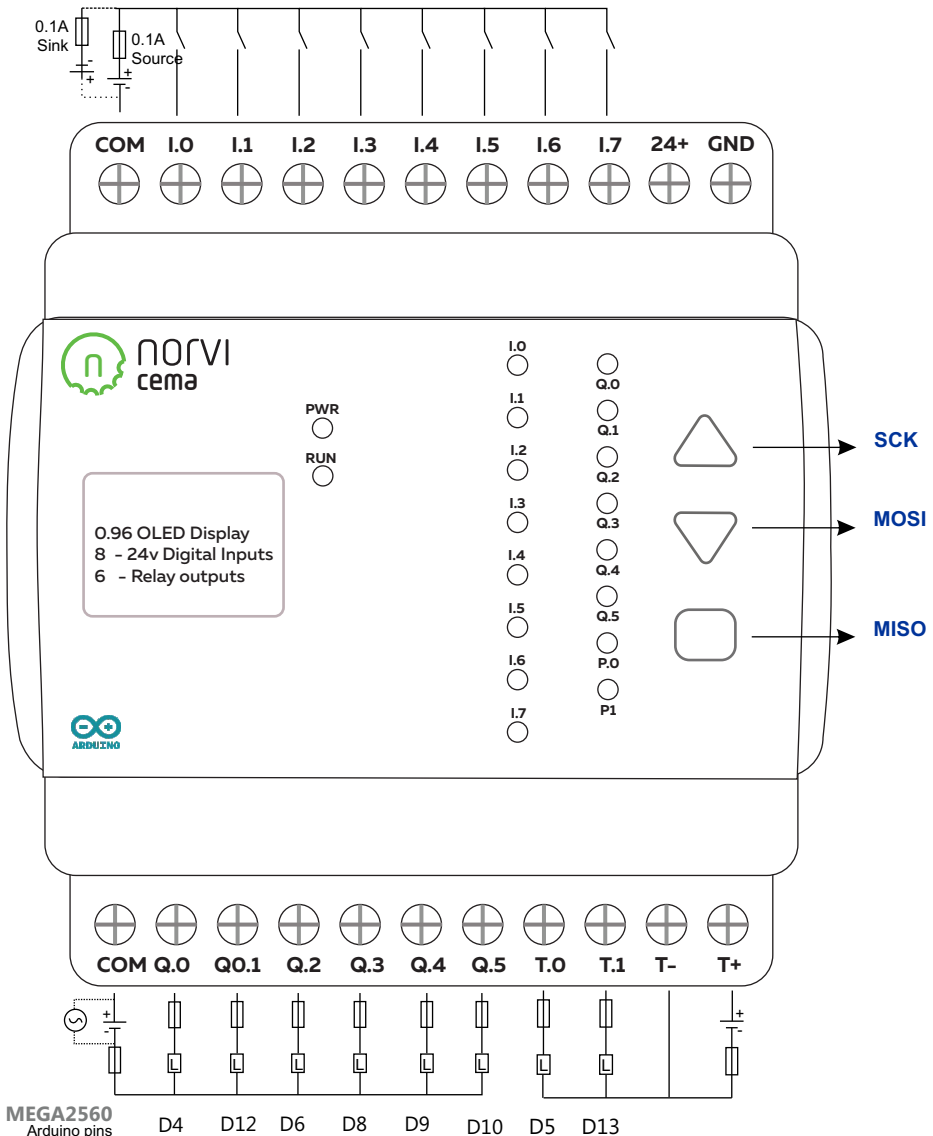 0.1A
Sink
0.1A
Source
-
+
+
-
COM I.0 I.1 I.2 I.3 I.4 I.5 I.6 I.7 24+ GND
n norvi
cema
PWR
RUN
0.96 OLED Display
8 - 24v Digital Inputs
6 - Relay outputs
I.0
I.1
I.2
I.3
I.4
I.5
I.6
I.7
Q.0
Q.1
Q.2
Q.3
Q.4
Q.5
P.0
P1
SCK
MOSI
MISO
ARDUINO
COM Q.0 Q0.1 Q.2 Q.3 Q.4 Q.5 T.0 T.1 T- T+
+
-
+
-
L L L L L L L L
MEGA2560
Arduino pins
D4 D12 D6 D8 D9 D10 D5 D13